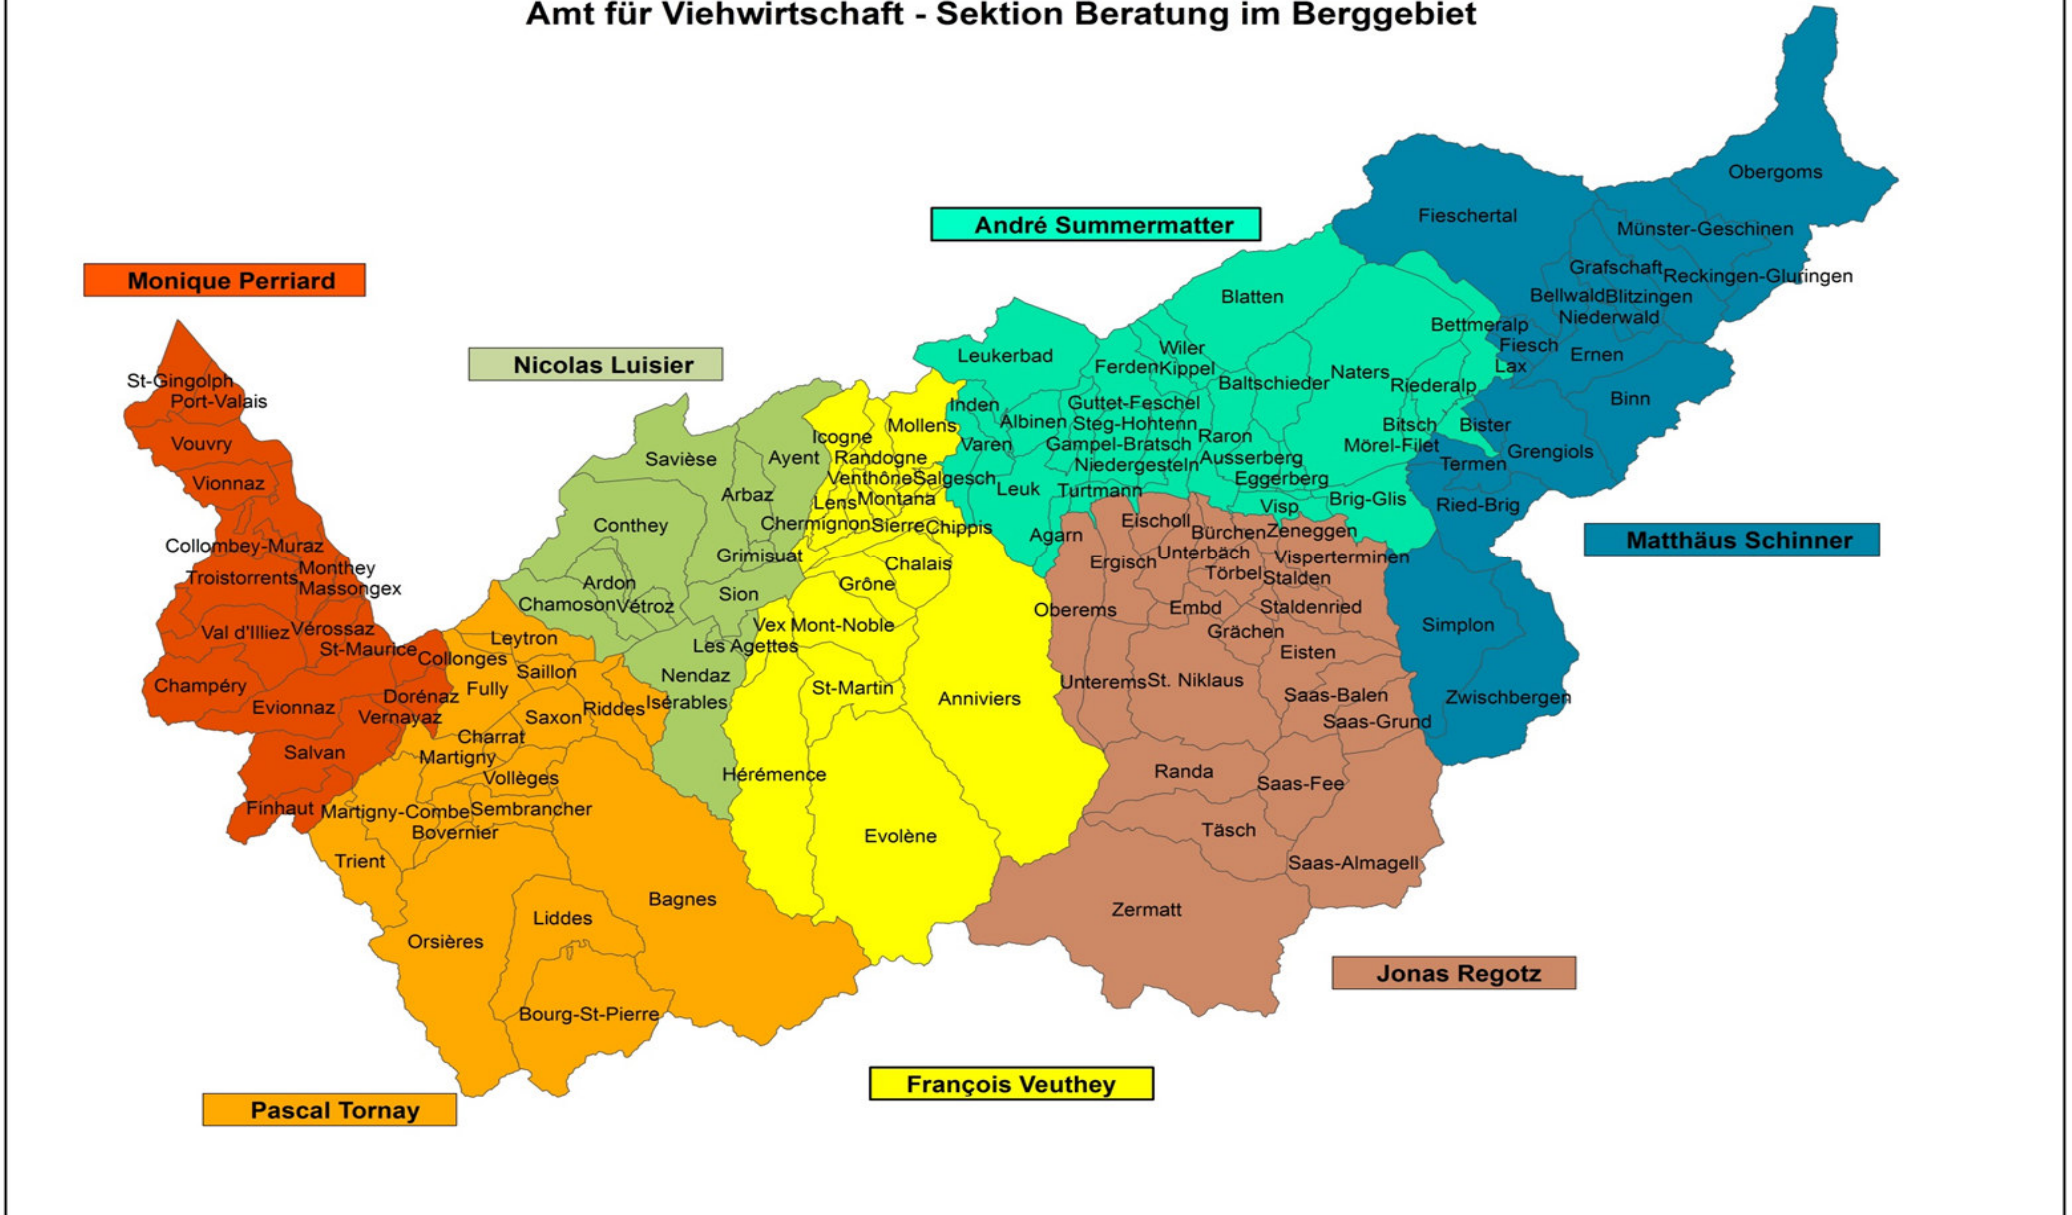 Amt für Viehwirtschaft - Sektion Beratung im Berggebiet
Obergoms
André Summermatter
Fieschertal
Münster-Geschinen
Monique Perriard
Grafschaft
Reckingen-Gluringen
Blatten
Bellwald
Blitzingen
Niederwald
Bettmeralp
Nicolas Luisier
Leukerbad
Wiler
Fiesch
Ernen
Ferden
Kippel
Lax
St-Gingolph
Port-Valais
Baltschieder
Naters
Riederalp
Binn
Inden
Guttet-Feschel
Vouvry
Mollens
Albinen
Steg-Hohtenn
Bitsch
Bister
Icogne
Varen
Gampel-Bratsch
Raron
Mörel-Filet
Grengiols
Savièse
Ayent
Randogne
Niedergesteln
Ausserberg
Termen
Vionnaz
Venthône
Salgesch
Eggerberg
Arbaz
Lens
Montana
Leuk
Turtmann
Brig-Glis
Ried-Brig
Visp
Conthey
Chermignon
Sierre
Chippis
Agarn
Eischoll
Bürchen
Zeneggen
Matthäus Schinner
Collombey-Muraz
Grimisuat
Chalais
Ergisch
Unterbäch
Visperterminen
Troistorrents
Monthey
Massongex
Ardon
Grône
Törbel
Stalden
Chamoson
Vétroz
Sion
Oberems
Embd
Staldenried
Val d'Illiez
Vérossaz
St-Maurice
Leytron
Vex
Mont-Noble
Les Agettes
Grächen
Simplon
Collonges
Saillon
Eisten
Champéry
Fully
Nendaz
St-Martin
Unterems
St. Niklaus
Dorénaz
Isérables
Anniviers
Saas-Balen
Zwischbergen
Evionnaz
Vernayaz
Saxon
Riddes
Saas-Grund
Salvan
Charrat
Martigny
Vollèges
Hérémence
Randa
Saas-Fee
Finhaut
Martigny-Combe
Sembrancher
Bovernier
Evolène
Täsch
Trient
Saas-Almagell
Bagnes
Liddes
Zermatt
Orsières
Jonas Regotz
Bourg-St-Pierre
François Veuthey
Pascal Tornay